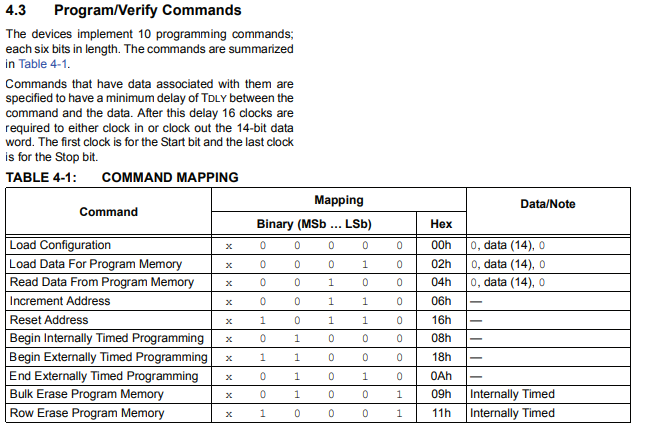 4.3 Program/Verify Commands
The devices implement 10 programming commands;
each six bits in length. The commands are summarized
in Table 4-1.
Commands that have data associated with them are
specified to have a minimum delay of TDLY between the
command and the data. After this delay 16 clocks are
required to either clock in or clock out the 14-bit data
word. The first clock is for the Start bit and the last clock
is for the Stop bit.
TABLE 4-1: COMMAND MAPPING
Command Mapping Data/Note
Binary (MSb … LSb) Hex
Load Configuration x 0 0 0 0 0 00h 0, data (14), 0
Load Data For Program Memory x 0 0 0 1 0 02h 0, data (14), 0
Read Data From Program Memory x 0 0 1 0 0 04h 0, data (14), 0
Increment Address x 0 0 1 1 0 06h —
Reset Address x 1 0 1 1 0 16h —
Begin Internally Timed Programming x 0 1 0 0 0 08h —
Begin Externally Timed Programming x 1 1 0 0 0 18h —
End Externally Timed Programming x 0 1 0 1 0 0Ah —
Bulk Erase Program Memory x 0 1 0 0 1 09h Internally Timed
Row Erase Program Memory x 1 0 0 0 1 11h Internally Timed